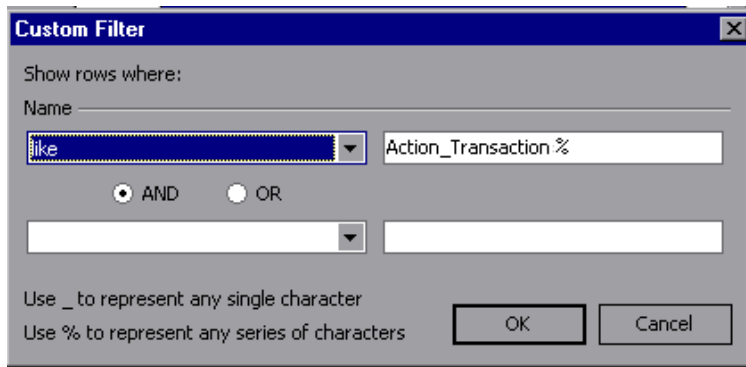 Custom Filter
Show rows where:
Name
like Action_Transaction %
AND OR
Use _ to represent any single character
Use % to represent any series of characters
OK Cancel